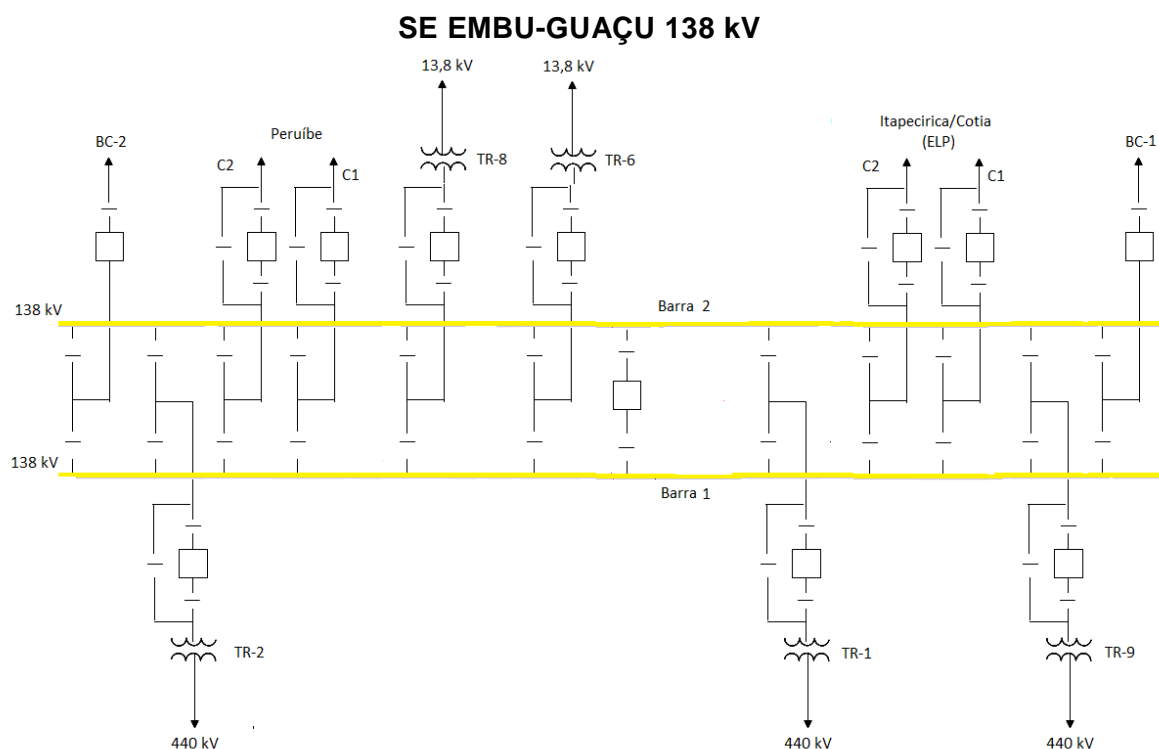 SE EMBU-GUAÇU 138 kV
13,8 kV
13,8 kV
BC-2
Peruíbe
C2
C1
TR-8
TR-6
Itapecirica/Cotia
(ELP)
C2
C1
BC-1
138 kV
Barra 2
138 kV
Barra 1
TR-2
TR-1
TR-9
440 kV
440 kV
440 kV